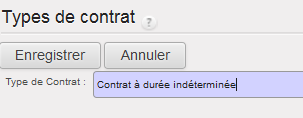 Types de contrat ?
Enregistrer Annuler
Type de Contrat : Contrat à durée indéterminée